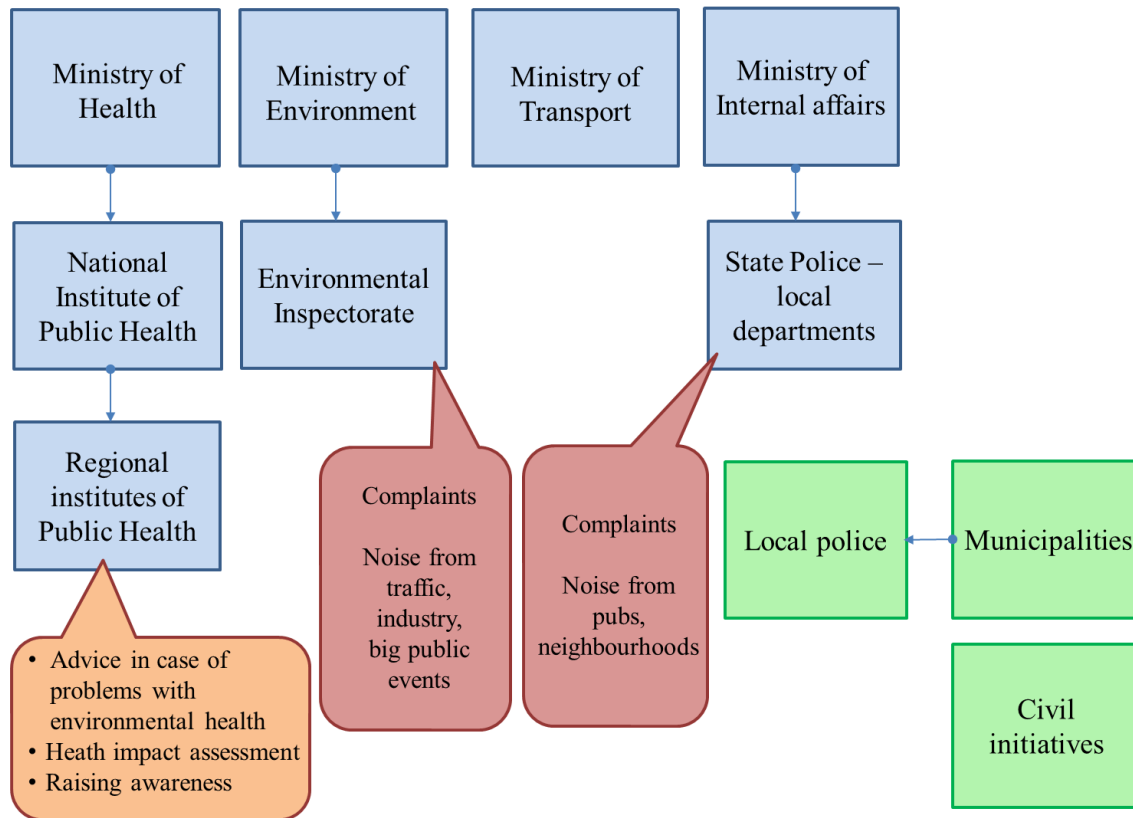 Ministry of
Health
Ministry of
Environment
Ministry of
Transport
Ministry of
Internal affairs
National
Institute of
Public Health
Environmental
Inspectorate
State Police –
local
departments
Regional
institutes of
Public Health
Complaints
Noise from
traffic,
industry,
big public
events
Complaints
Noise from
pubs,
neighbourhoods
Local police
Municipalities
• Advice in case of
problems with
environmental health
• Heath impact assessment
• Raising awareness
Civil
initiatives